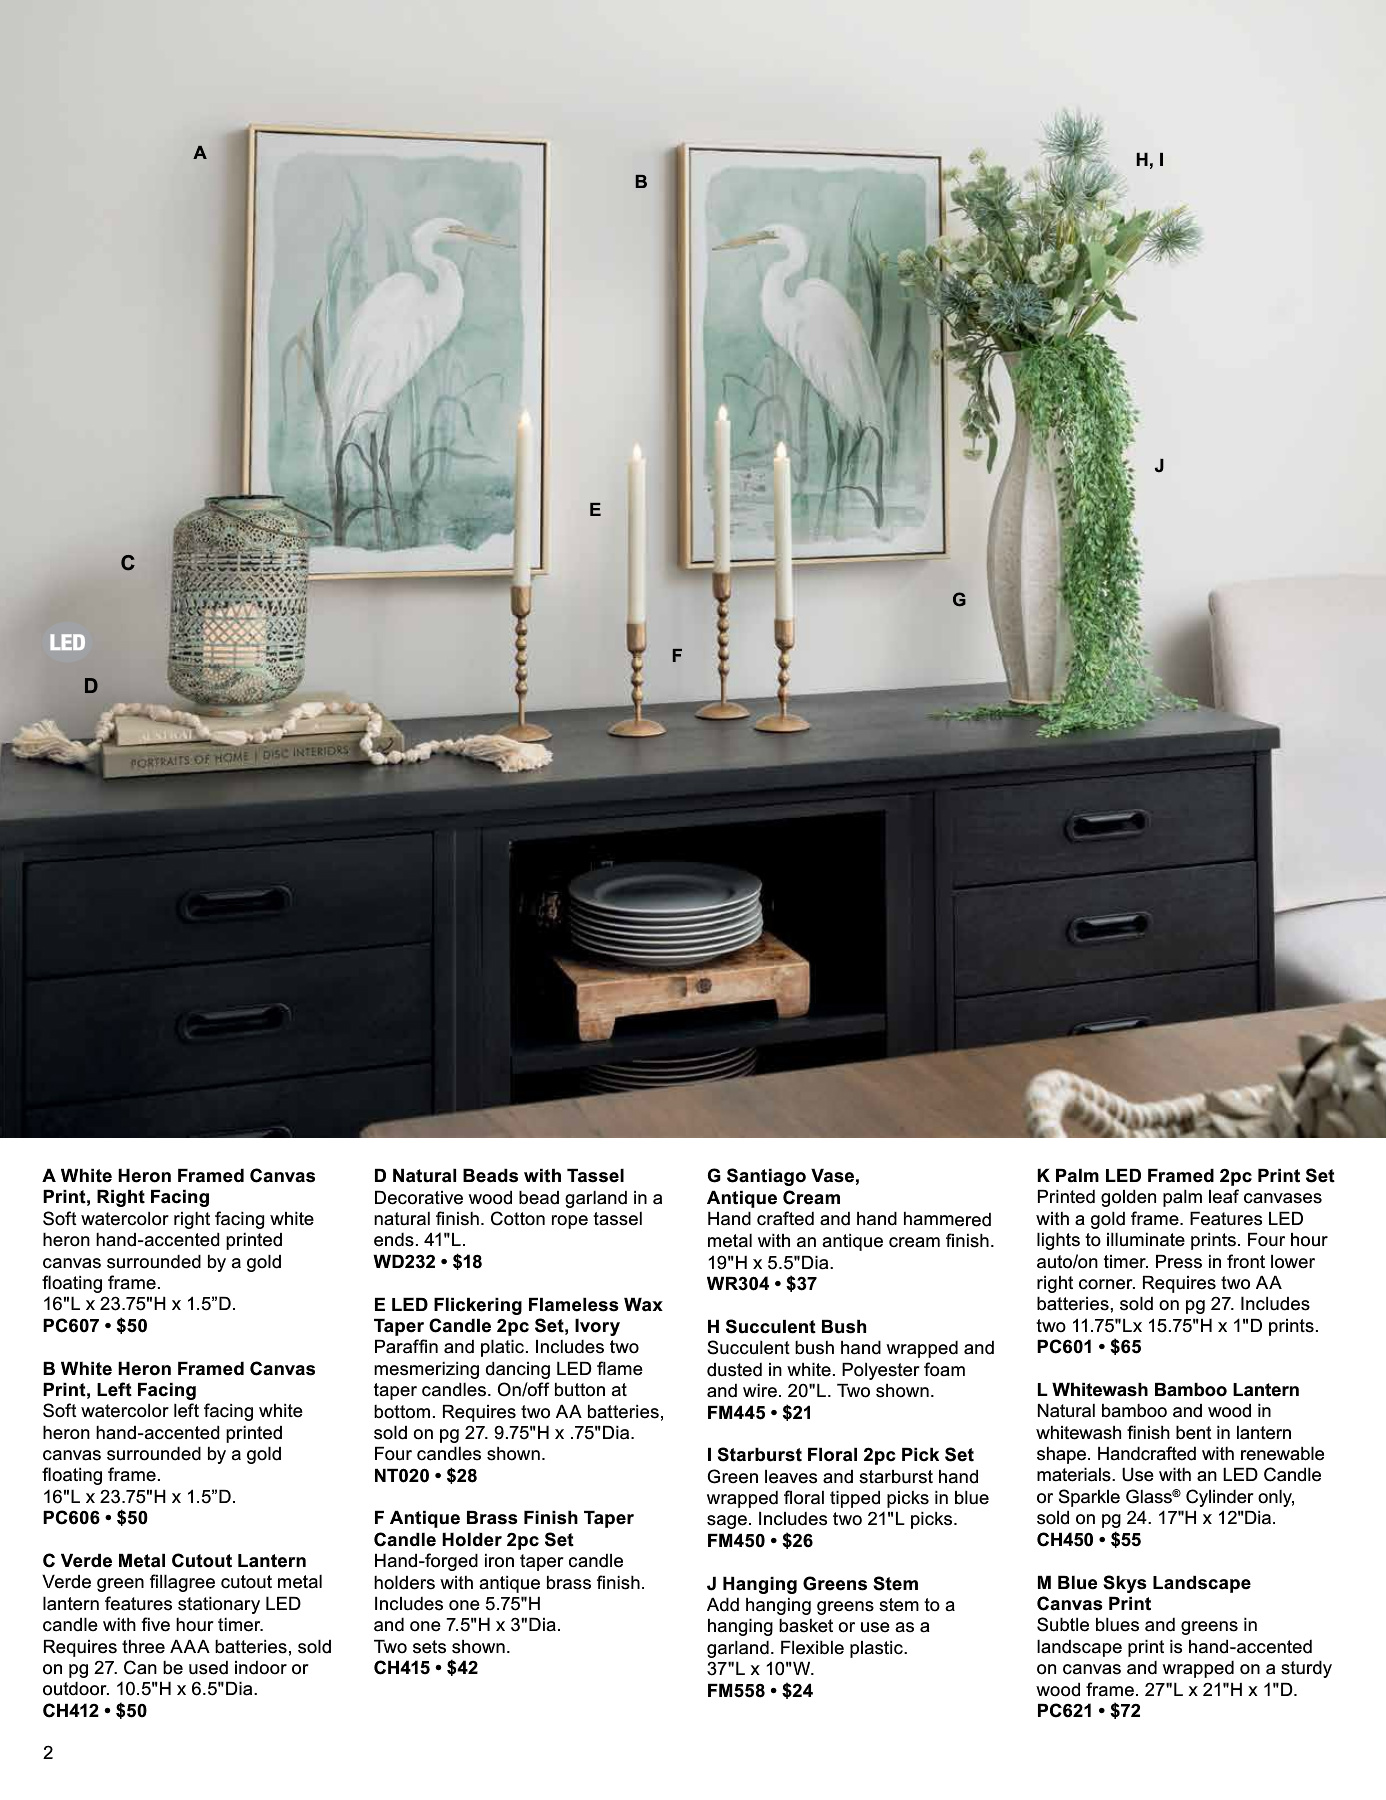 A
B
H, I
J
E
C
G
LED
F
D
PORTRAITS OF HOME | DISC INTERIORS
A White Heron Framed Canvas
Print, Right Facing
Soft watercolor right facing white
heron hand-accented printed
canvas surrounded by a gold
floating frame.
16"L x 23.75"H x 1.5”D.
PC607 • $50
B White Heron Framed Canvas
Print, Left Facing
Soft watercolor left facing white
heron hand-accented printed
canvas surrounded by a gold
floating frame.
16"L x 23.75"H x 1.5”D.
PC606 • $50
C Verde Metal Cutout Lantern
Verde green fillagree cutout metal
lantern features stationary LED
candle with five hour timer.
Requires three AAA batteries, sold
on pg 27. Can be used indoor or
outdoor. 10.5"H x 6.5"Dia.
CH412 • $50
2
D Natural Beads with Tassel
Decorative wood bead garland in a
natural finish. Cotton rope tassel
ends. 41"L.
WD232 • $18
E LED Flickering Flameless Wax
Taper Candle 2pc Set, Ivory
Paraffin and platic. Includes two
mesmerizing dancing LED flame
taper candles. On/off button at
bottom. Requires two AA batteries,
sold on pg 27. 9.75"H x .75"Dia.
Four candles shown.
NT020 • $28
F Antique Brass Finish Taper
Candle Holder 2pc Set
Hand-forged iron taper candle
holders with antique brass finish.
Includes one 5.75"H
and one 7.5"H x 3"Dia.
Two sets shown.
CH415 • $42
G Santiago Vase,
Antique Cream
Hand crafted and hand hammered
metal with an antique cream finish.
19"H x 5.5"Dia.
WR304 • $37
H Succulent Bush
Succulent bush hand wrapped and
dusted in white. Polyester foam
and wire. 20"L. Two shown.
FM445 • $21
I Starburst Floral 2pc Pick Set
Green leaves and starburst hand
wrapped floral tipped picks in blue
sage. Includes two 21"L picks.
FM450 • $26
J Hanging Greens Stem
Add hanging greens stem to a
hanging basket or use as a
garland. Flexible plastic.
37"L x 10"W.
FM558 • $24
K Palm LED Framed 2pc Print Set
Printed golden palm leaf canvases
with a gold frame. Features LED
lights to illuminate prints. Four hour
auto/on timer. Press in front lower
right corner. Requires two AA
batteries, sold on pg 27. Includes
two 11.75"Lx 15.75"H x 1"D prints.
PC601 • $65
L Whitewash Bamboo Lantern
Natural bamboo and wood in
whitewash finish bent in lantern
shape. Handcrafted with renewable
materials. Use with an LED Candle
or Sparkle Glass® Cylinder only,
sold on pg 24. 17"H x 12"Dia.
CH450 • $55
M Blue Skys Landscape
Canvas Print
Subtle blues and greens in
landscape print is hand-accented
on canvas and wrapped on a sturdy
wood frame. 27"L x 21"H x 1"D.
PC621 • $72